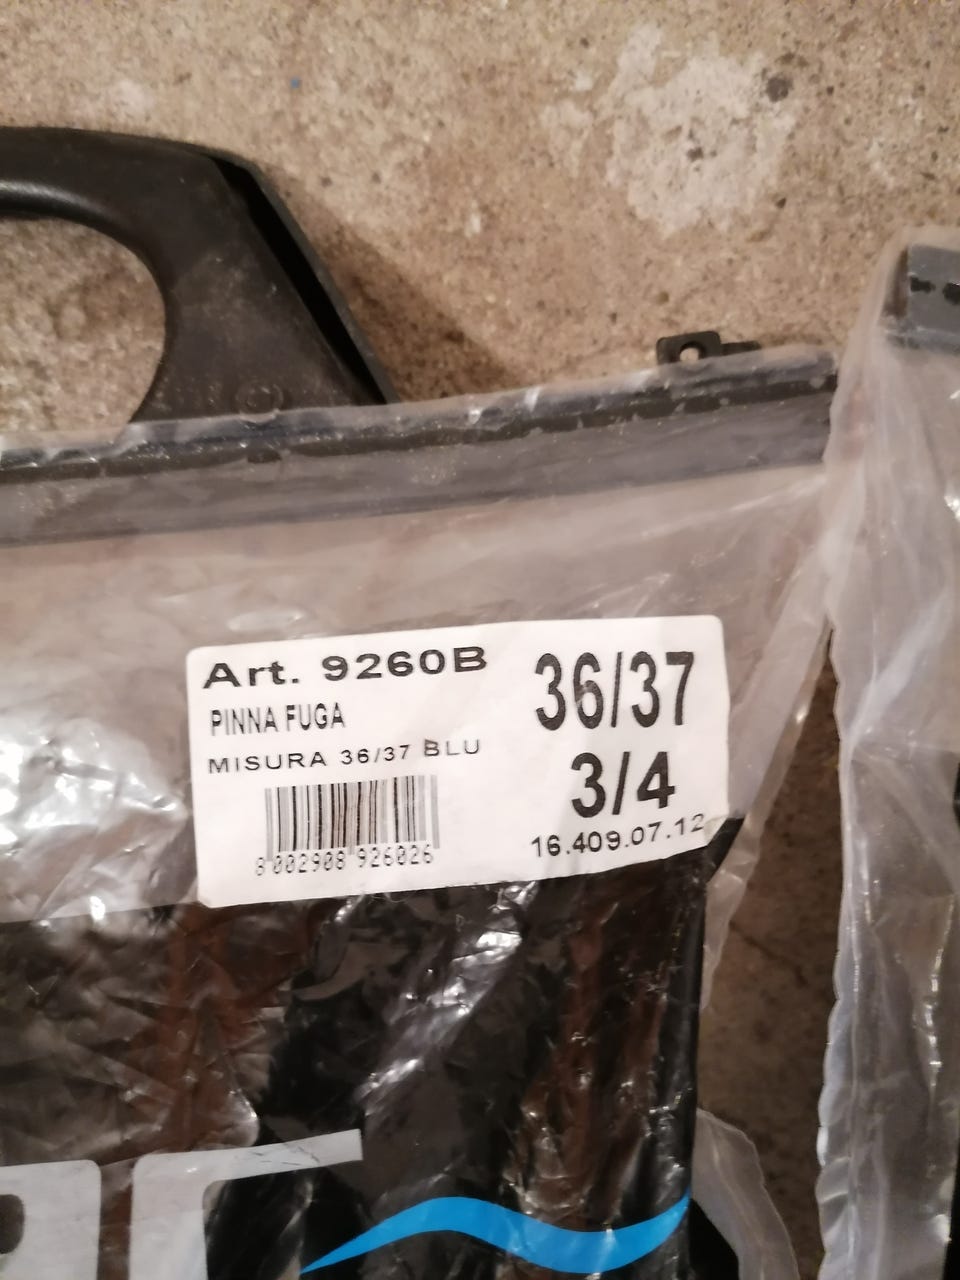 Art. 9260B
PINNA FUGA
MISURA 36/37 BLU
8 002908 926026
36/37
3/4
16.409.07.12